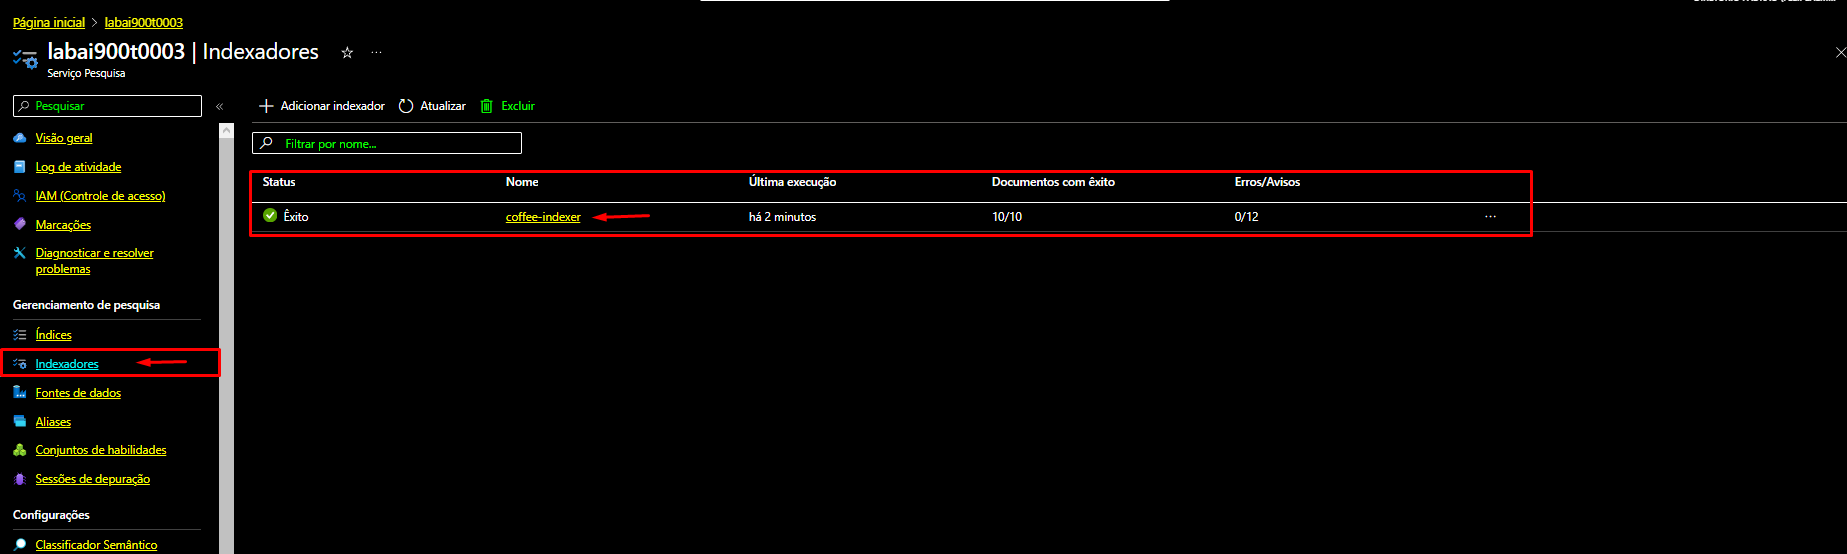 Página inicial > labai900t0003
labai900t0003 | Indexadores ☆ ...
Serviço Pesquisa
Pesquisar «
+ Adicionar indexador Atualizar Excluir
Visão geral
Filtrar por nome...
Log de atividade
IAM (Controle de acesso)
Marcações
Diagnosticar e resolver
problemas
Status Nome Última execução Documentos com êxito Erros/Avisos
Êxito coffee-indexer há 2 minutos 10/10 0/12 ...
Gerenciamento de pesquisa
Índices
Indexadores
Fontes de dados
Aliases
Conjuntos de habilidades
Sessões de depuração
Configurações
Classificador Semântico